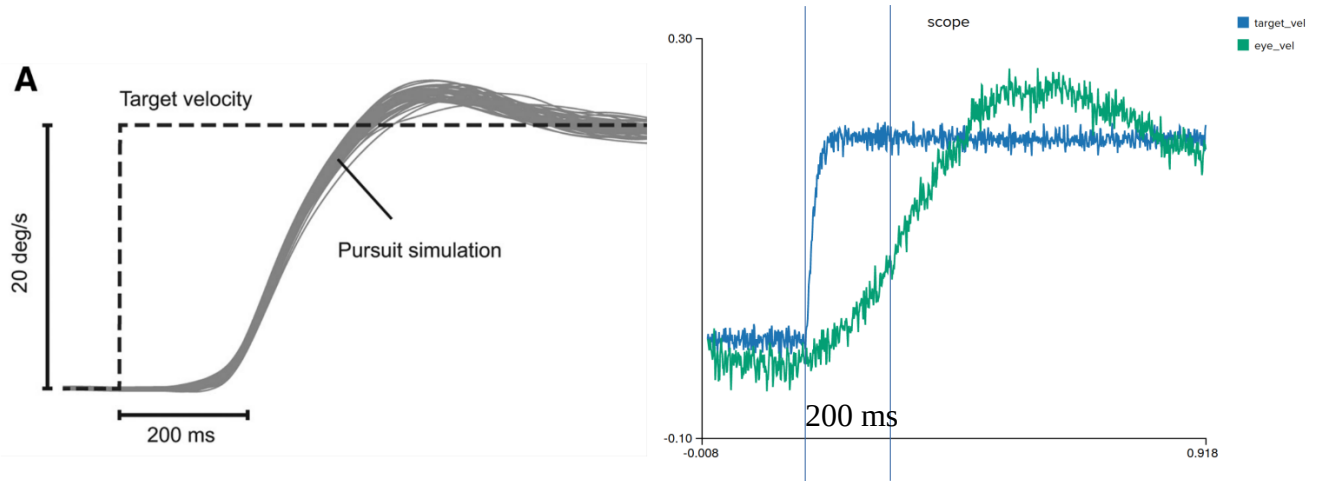 A
Target velocity
20 deg/s
Pursuit simulation
200 ms
scope
target_vel
eye_vel
0.30
200 ms
-0.10
-0.008
0.918